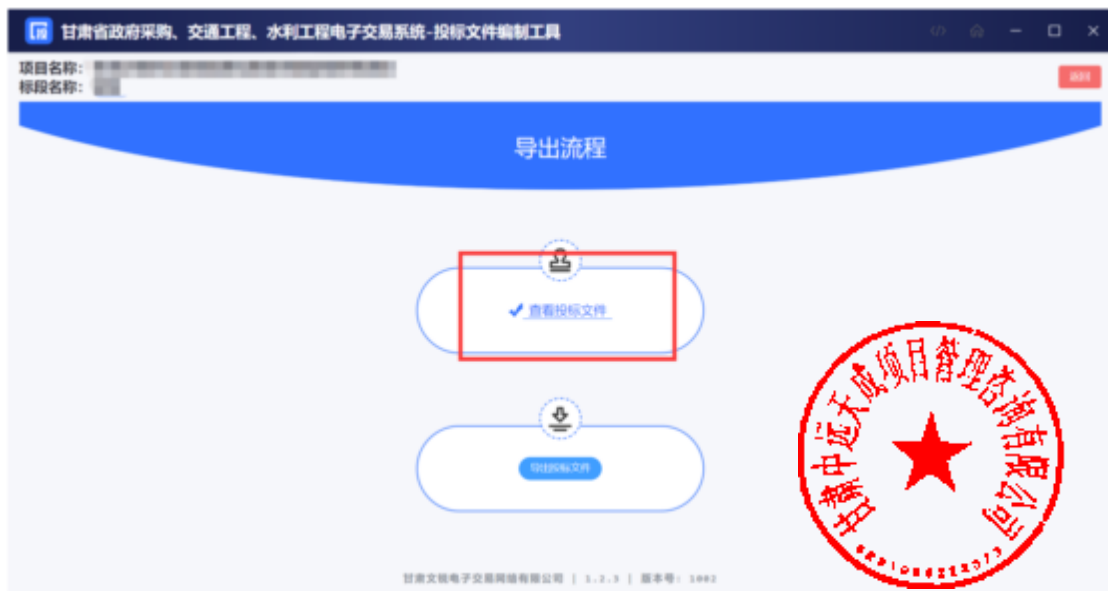 甘肃省政府采购、交通工程、水利工程电子交易系统-投标文件编制工具
项目名称：
标段名称：
返回
导出流程
查看投标文件
导出投标文件
甘肃中远天成项目管理咨询有限公司
甘肃文锐电子交易网络有限公司 | 1.2.3 | 版本号: 1002